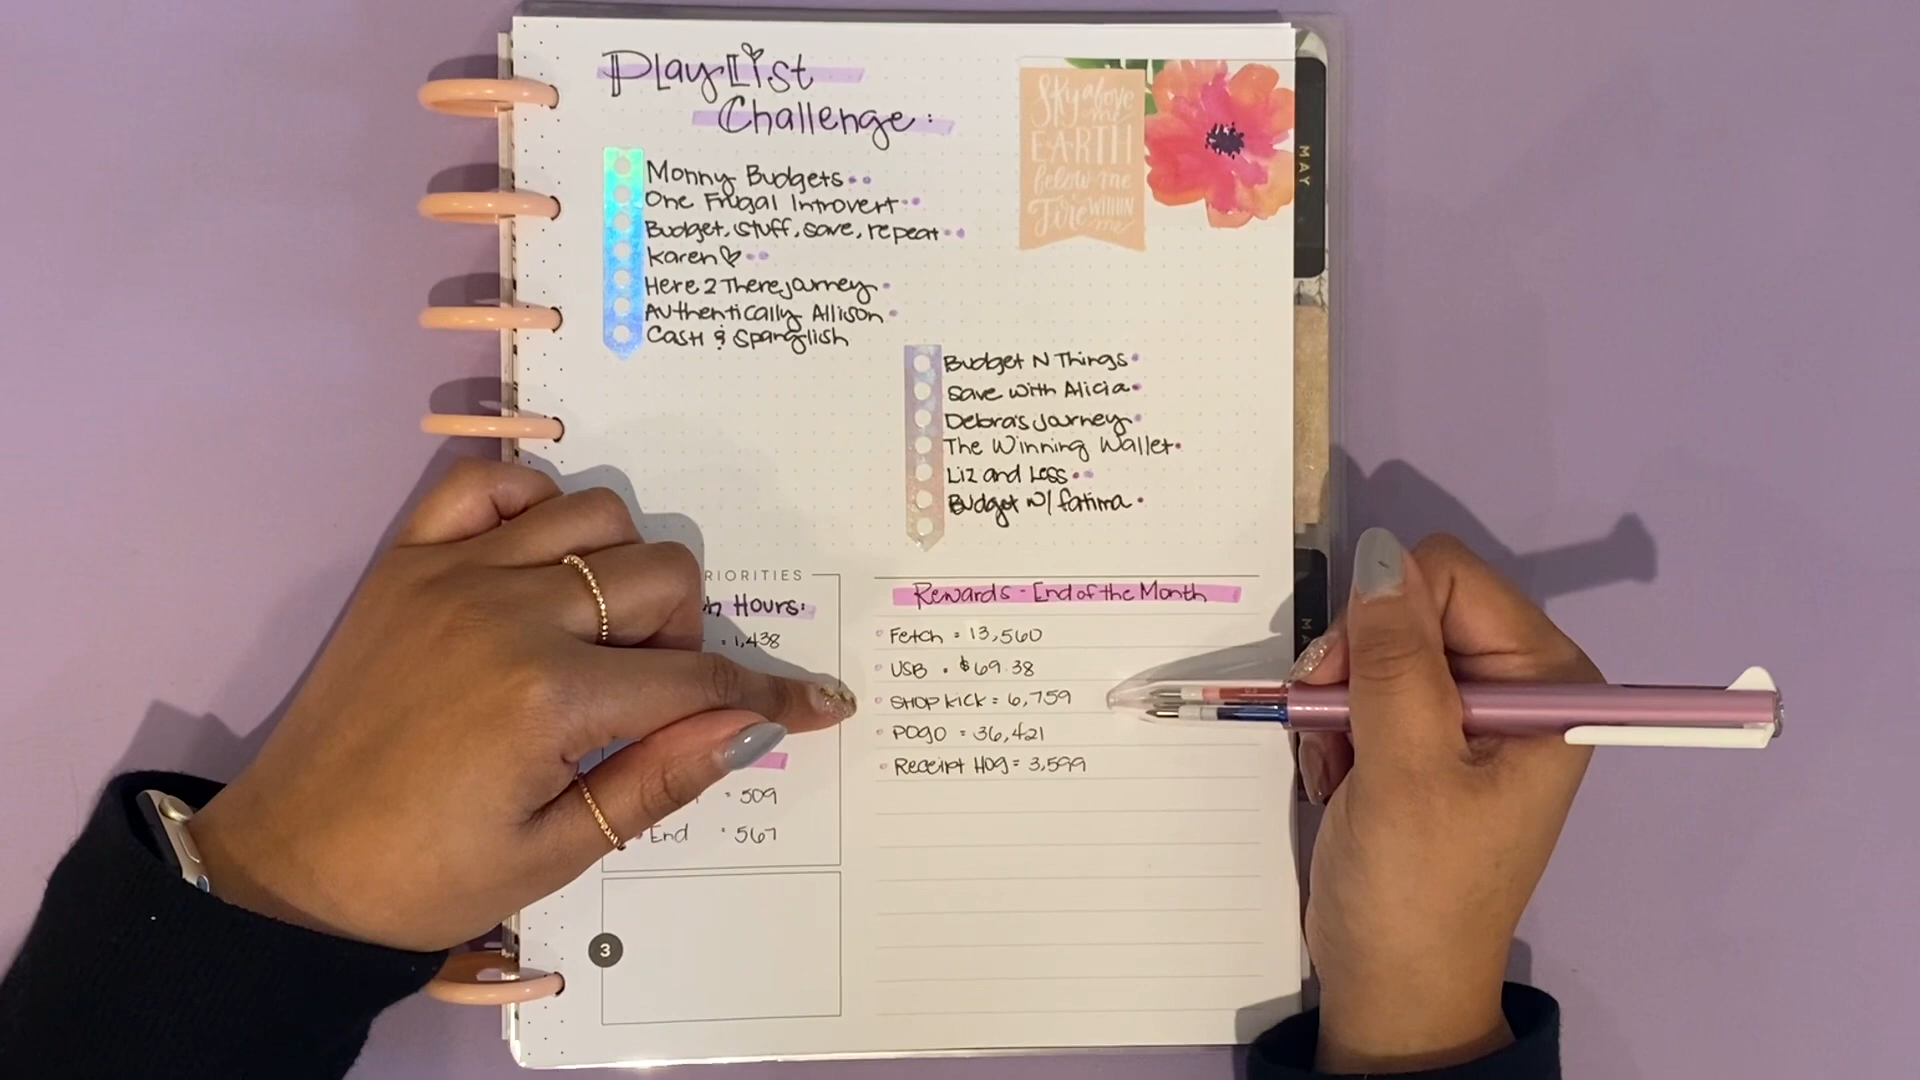 Playlist
Challenge:
Monny Budgets
One Frugal Introvert
Budget, stuff, save, repeat
Karen
Here 2 There Journey
Authentically Allison
Cash & Spanglish
Sky above
me
EARTH
below me
Fire WITHIN
me
MAY
Budget N Things
Save with Alicia
Debra's Journey
The Winning Wallet
Liz and Less
Budget w/ fatima
RIORITIES
Hours:
= 1,438
= 509
End = 567
3
Rewards - End of the Month
Fetch = 13,560
USB = $69.38
SHOPKICK = 6,759
POGO = 36,421
Receipt Hog = 3,599